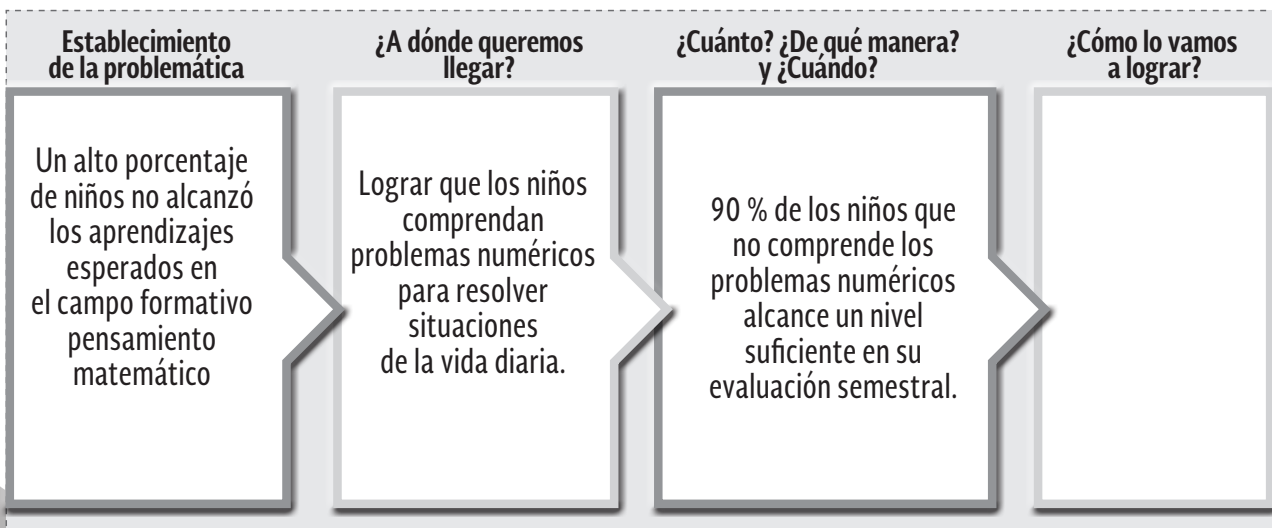 Establecimiento
de la problemática
Un alto porcentaje
de niños no alcanzó
los aprendizajes
esperados en
el campo formativo
pensamiento
matemático
¿A dónde queremos
llegar?
Lograr que los niños
comprendan
problemas numéricos
para resolver
situaciones
de la vida diaria.
¿Cuánto? ¿De qué manera?
y ¿Cuándo?
90 % de los niños que
no comprende los
problemas numéricos
alcance un nivel
suficiente en su
evaluación semestral.
¿Cómo lo vamos
a lograr?